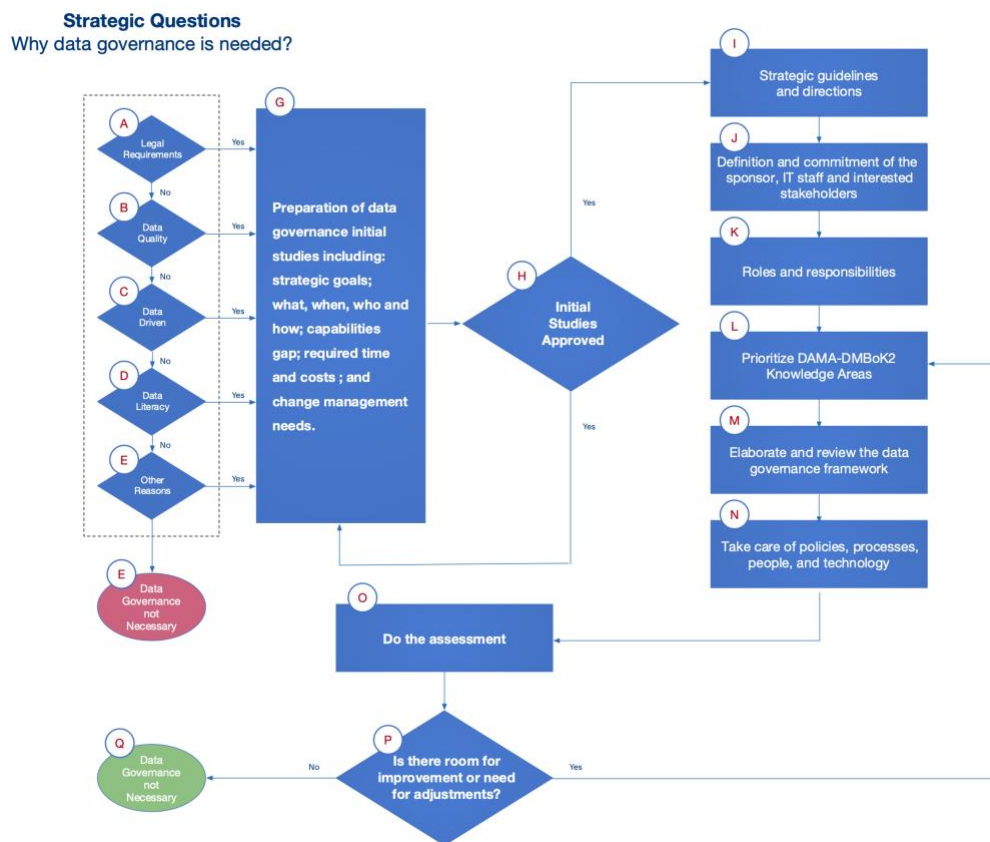 Strategic Questions
Why data governance is needed?
A
Legal
Requirements
Yes
No
B
Data
Quality
Yes
No
C
Data
Driven
Yes
No
D
Data
Literacy
Yes
No
E
Other
Reasons
Yes
E
Data
Governance
not
Necessary
G
Preparation of data
governance initial
studies including:
strategic goals;
what, when, who and
how; capabilities
gap; required time
and costs ; and
change management
needs.
H
Initial
Studies
Approved
Yes
Yes
I
Strategic guidelines
and directions
J
Definition and commitment of the
sponsor, IT staff and interested
stakeholders
K
Roles and responsibilities
L
Prioritize DAMA-DMBoK2
Knowledge Areas
M
Elaborate and review the data
governance framework
N
Take care of policies, processes,
people, and technology
O
Do the assessment
P
Is there room for
improvement or need
for adjustments?
No
Yes
Q
Data
Governance
not
Necessary